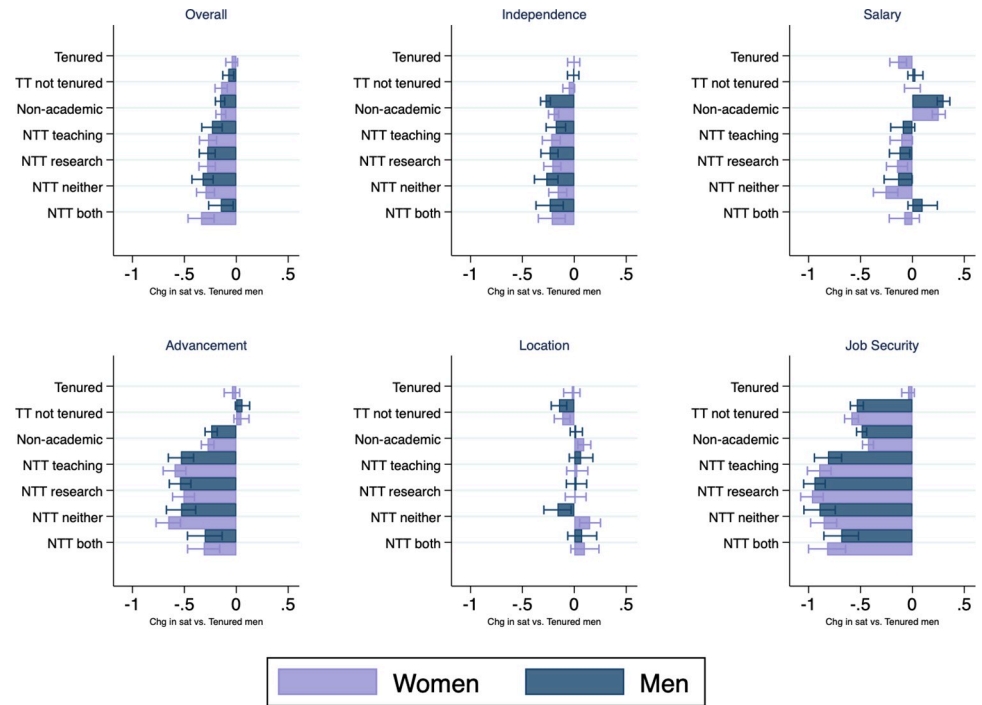 Overall
Tenured
TT not tenured
Non-academic
NTT teaching
NTT research
NTT neither
NTT both
-1 -.5 0 .5
Chg in sat vs. Tenured men
Independence
Tenured
TT not tenured
Non-academic
NTT teaching
NTT research
NTT neither
NTT both
-1 -.5 0 .5
Chg in sat vs. Tenured men
Salary
Tenured
TT not tenured
Non-academic
NTT teaching
NTT research
NTT neither
NTT both
-1 -.5 0 .5
Chg in sat vs. Tenured men
Advancement
Tenured
TT not tenured
Non-academic
NTT teaching
NTT research
NTT neither
NTT both
-1 -.5 0 .5
Chg in sat vs. Tenured men
Location
Tenured
TT not tenured
Non-academic
NTT teaching
NTT research
NTT neither
NTT both
-1 -.5 0 .5
Chg in sat vs. Tenured men
Job Security
Tenured
TT not tenured
Non-academic
NTT teaching
NTT research
NTT neither
NTT both
-1 -.5 0 .5
Chg in sat vs. Tenured men
Women Men